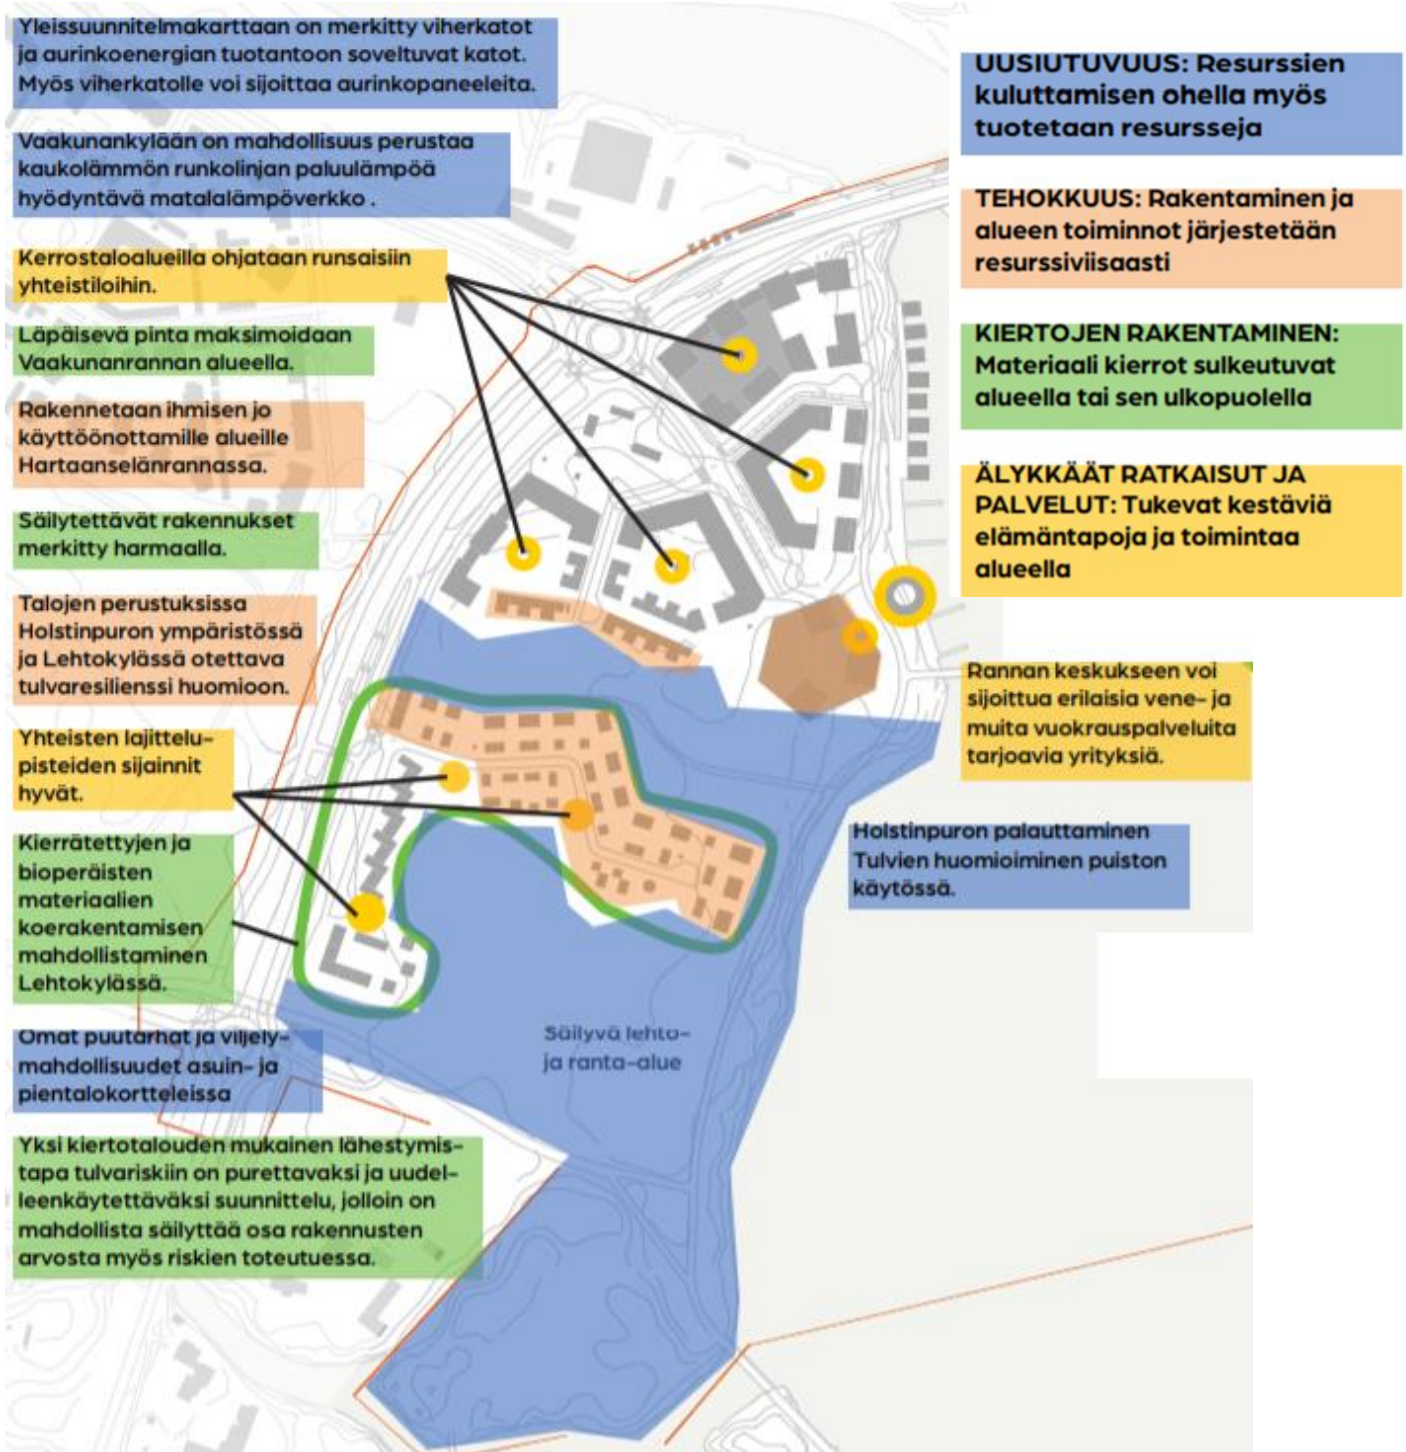 Yleissuunnitelmakarttaan on merkitty viherkatot
ja aurinkoenergian tuotantoon soveltuvat katot.
Myös viherkatolle voi sijoittaa aurinkopaneeleita.
Vaakunankylään on mahdollisuus perustaa
kaukolämmön runkolinjan paluulämpöä
hyödyntävä matalalämpöverkko .
Kerrostaloalueilla ohjataan runsaisiin
yhteistiloihin.
Läpäisevä pinta maksimoidaan
Vaakunanrannan alueella.
Rakennetaan ihmisen jo
käyttöönottamille alueille
Hartaanselänrannassa.
Säilytettävät rakennukset
merkitty harmaalla.
Talojen perustuksissa
Holstinpuron ympäristössä
ja Lehtokylässä otettava
tulvaresilienssi huomioon.
Yhteisten lajittelu-
pisteiden sijainnit
hyvät.
Kierrätettyjen ja
bioperäisten
materiaalien
koerakentamisen
mahdollistaminen
Lehtokylässä.
Omat puutarhat ja viljely-
mahdollisuudet asuin- ja
pientalokortteleissa
Yksi kiertotalouden mukainen lähestymis-
tapa tulvariskiin on purettavaksi ja uudel-
leenkäytettäväksi suunnittelu, jolloin on
mahdollista säilyttää osa rakennusten
arvosta myös riskien toteutuessa.
Säilyvä lehto-
ja ranta-alue
UUSIUTUVUUS: Resurssien
kuluttamisen ohella myös
tuotetaan resursseja
TEHOKKUUS: Rakentaminen ja
alueen toiminnot järjestetään
resurssiviisaasti
KIERTOJEN RAKENTAMINEN:
Materiaali kierrot sulkeutuvat
alueella tai sen ulkopuolella
ÄLYKKÄÄT RATKAISUT JA
PALVELUT: Tukevat kestäviä
elämäntapoja ja toimintaa
alueella
Rannan keskukseen voi
sijoittua erilaisia vene- ja
muita vuokrauspalveluita
tarjoavia yrityksiä.
Holstinpuron palauttaminen
Tulvien huomioiminen puiston
käytössä.